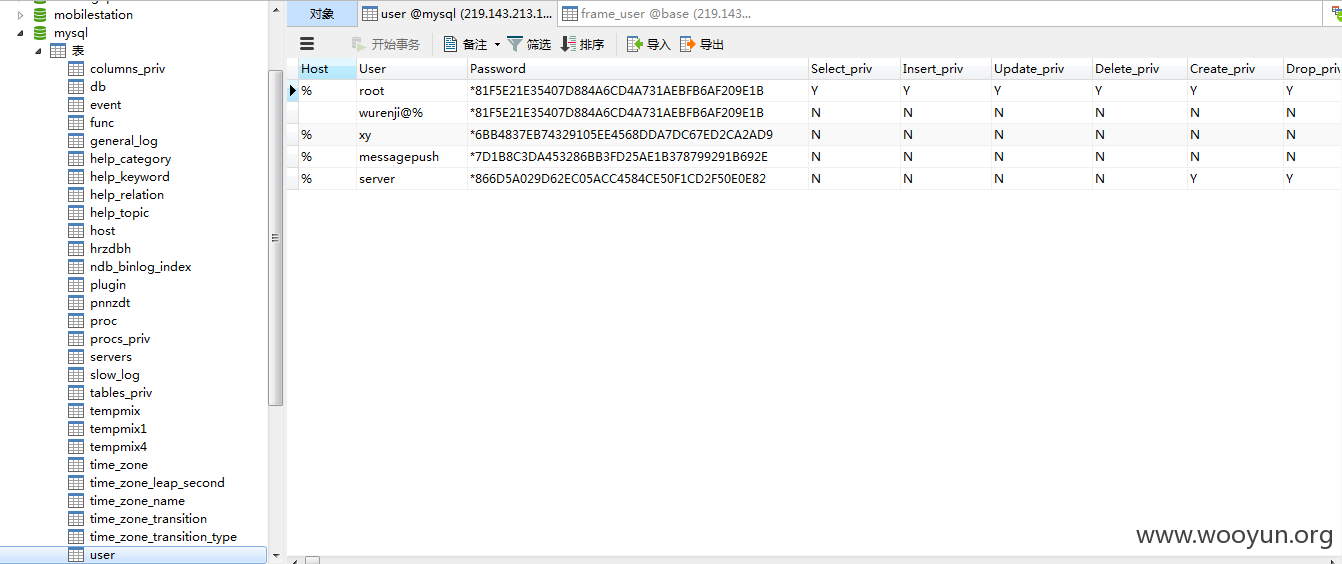 mobilestation
mysql
表
columns_priv
db
event
func
general_log
help_category
help_keyword
help_relation
help_topic
host
hrzdbh
ndb_binlog_index
plugin
pnnzdt
proc
procs_priv
servers
slow_log
tables_priv
tempmix
tempmix1
tempmix4
time_zone
time_zone_leap_second
time_zone_name
time_zone_transition
time_zone_transition_type
user
对象 user @mysql (219.143.213.1... frame_user @base (219.143...
开始事务 备注 筛选 排序 导入 导出
Host User Password Select_priv Insert_priv Update_priv Delete_priv Create_priv Drop_priv
% root *81F5E21E35407D884A6CD4A731AEBFB6AF209E1B Y Y Y Y Y Y
wurenji@% *81F5E21E35407D884A6CD4A731AEBFB6AF209E1B N N N N N N
% xy *6BB4837EB74329105EE4568DDA7DC67ED2CA2AD9 N N N N N N
% messagepush *7D1B8C3DA453286BB3FD25AE1B378799291B692E N N N N N N
% server *866D5A029D62EC05ACC4584CE50F1CD2F50E0E82 N N N N Y Y
www.wooyun.org